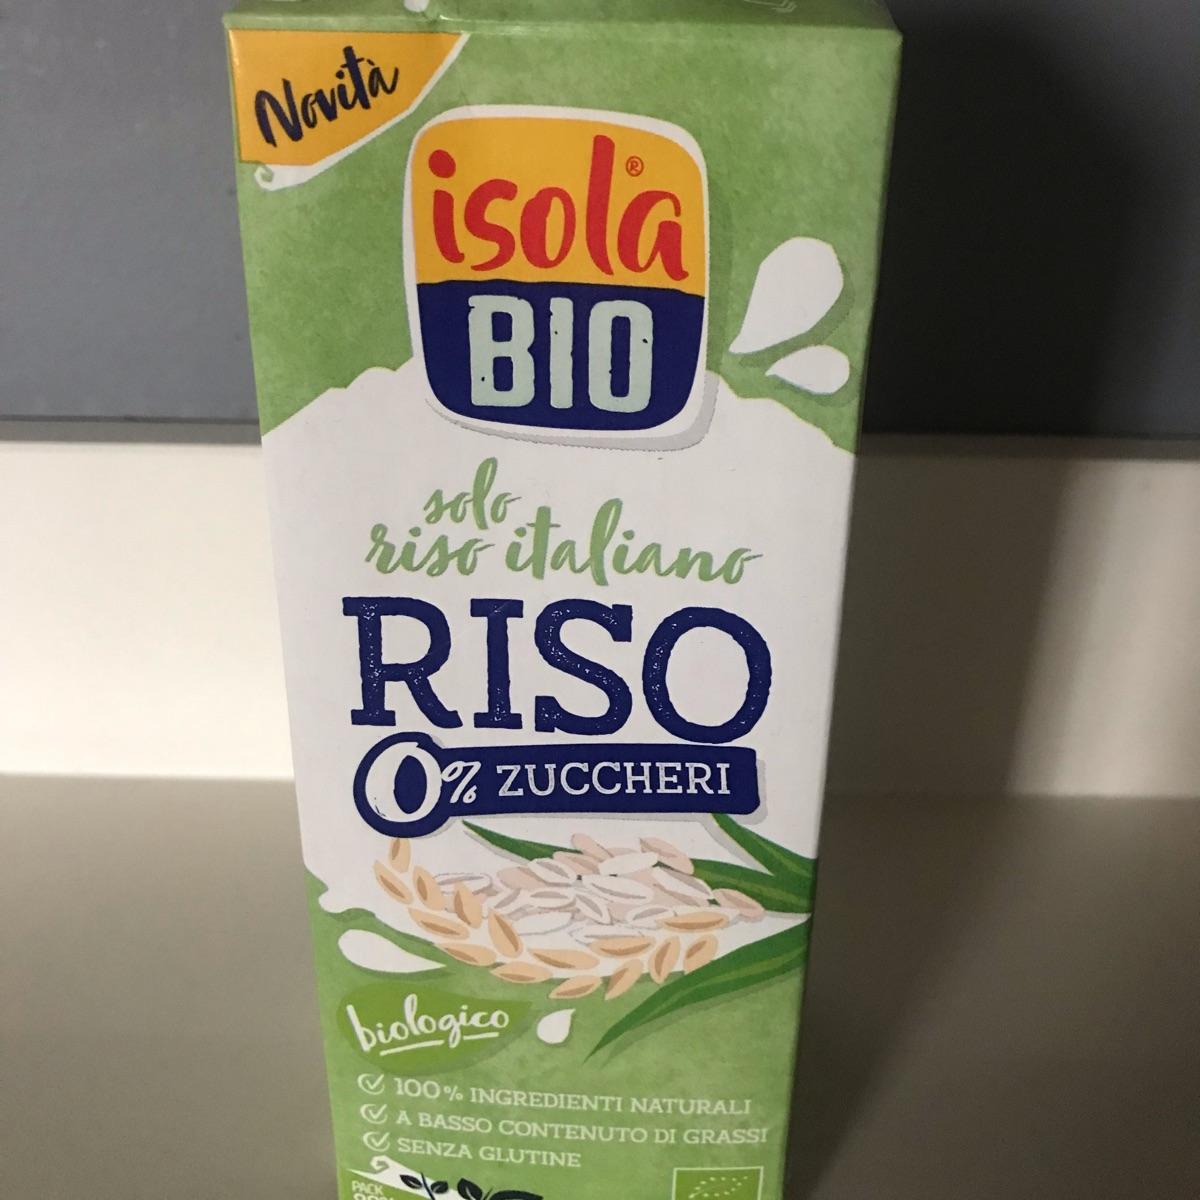 Novità
isola®
BIO
solo
riso italiano
RISO
0% ZUCCHERI
biologico
100% INGREDIENTI NATURALI
A BASSO CONTENUTO DI GRASSI
SENZA GLUTINE
PACK